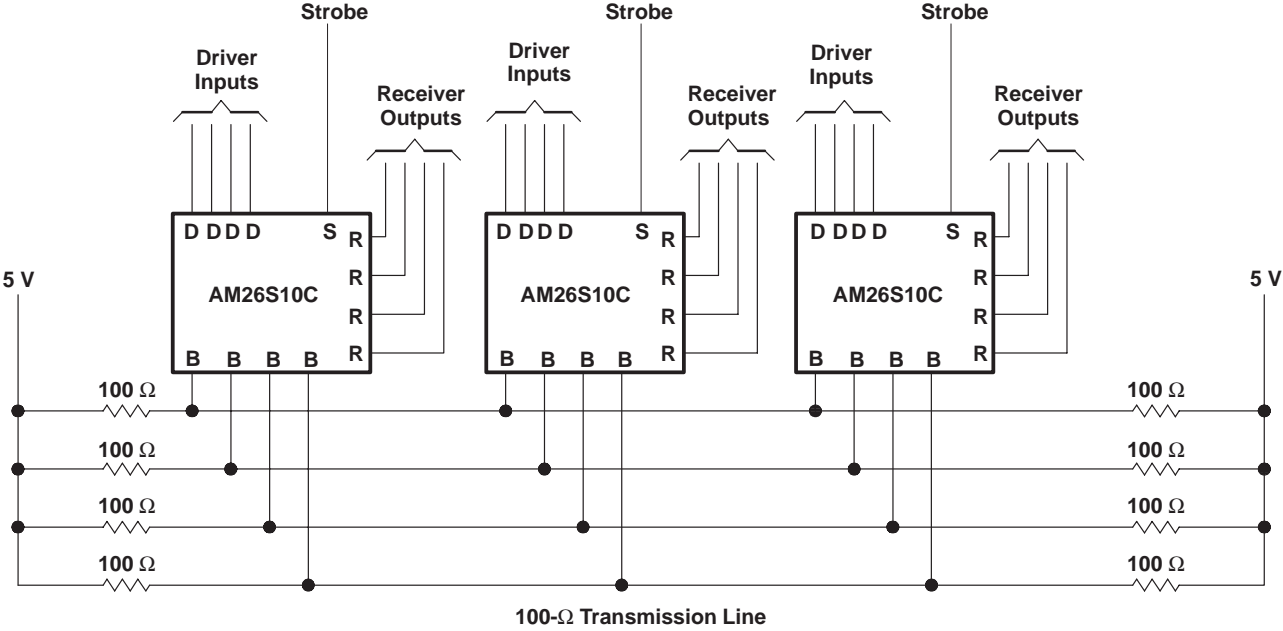 Strobe Strobe Strobe
Driver
Inputs
Driver
Inputs
Driver
Inputs
Receiver
Outputs
Receiver
Outputs
Receiver
Outputs
D D D D S R
D D D D S R
D D D D S R
R R R
5 V AM26S10C AM26S10C AM26S10C 5 V
R R R
B B B B R
B B B B R
B B B B R
100 Ω 100 Ω
100 Ω 100 Ω
100 Ω 100 Ω
100 Ω 100 Ω
100-Ω Transmission Line